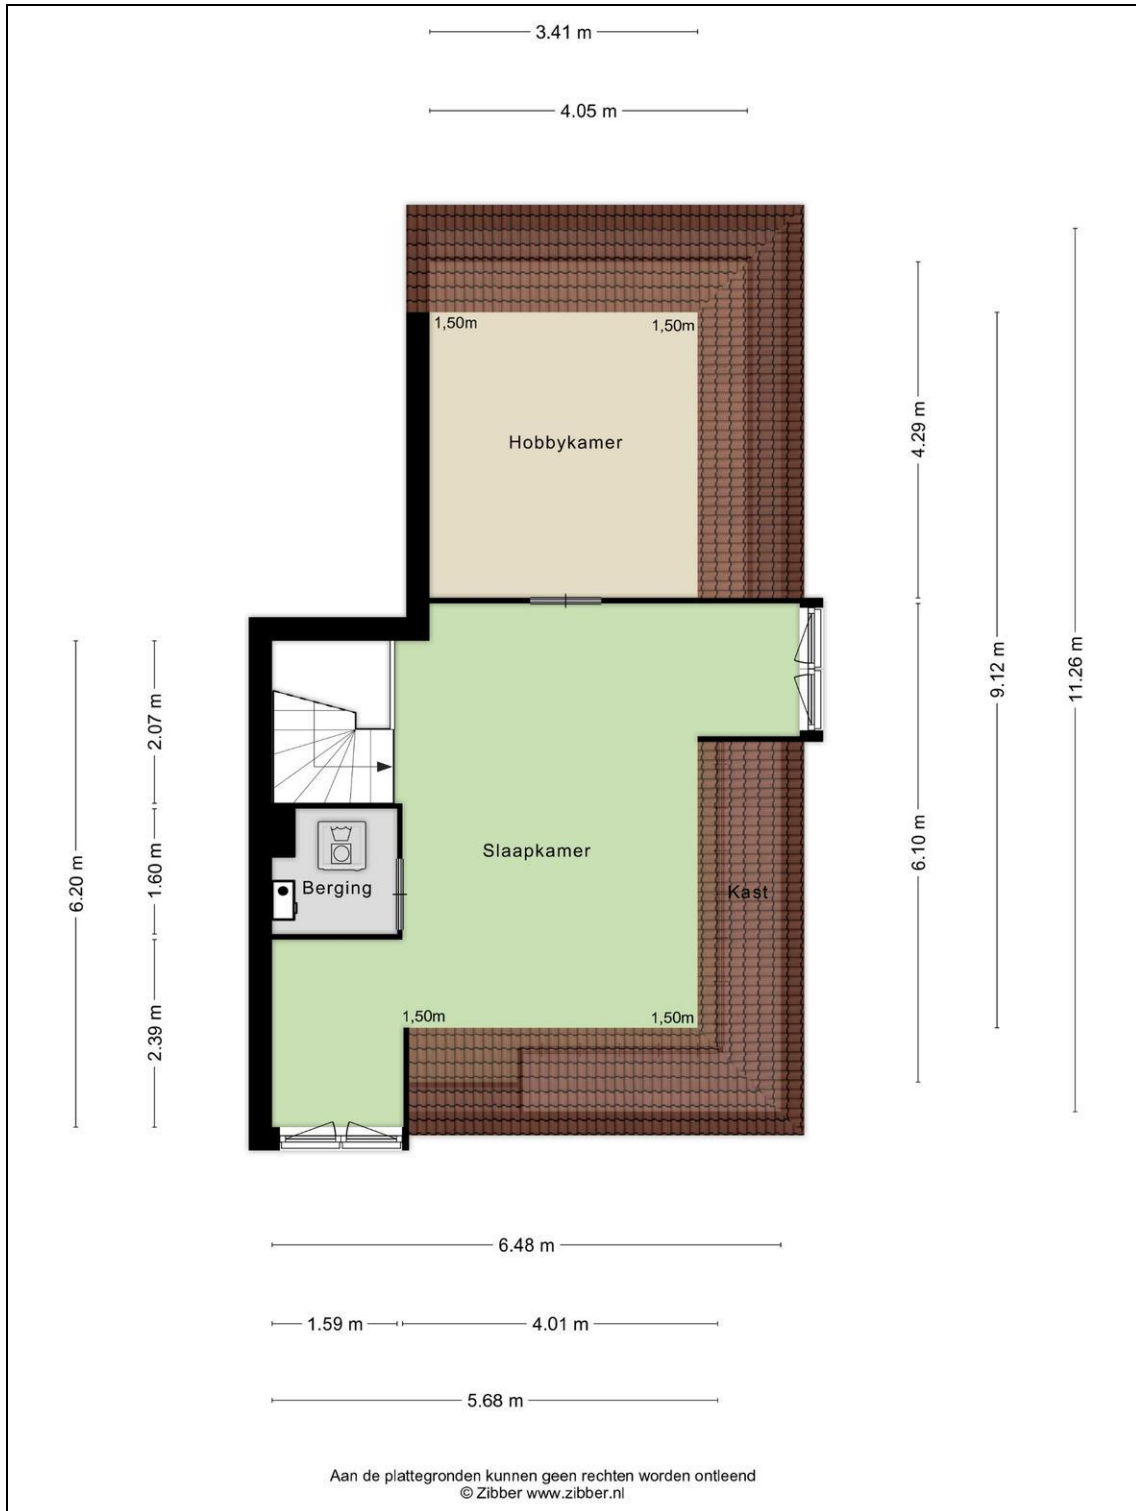 3.41 m
4.05 m
1,50m
1,50m
Hobbykamer
4.29 m
9.12 m
11.26 m
2.07 m
6.20 m
1.60 m
Berging
Slaapkamer
Kast
6.10 m
2.39 m
1,50m
1,50m
6.48 m
1.59 m
4.01 m
5.68 m
Aan de plattegronden kunnen geen rechten worden ontleend
© Zibber www.zibber.nl